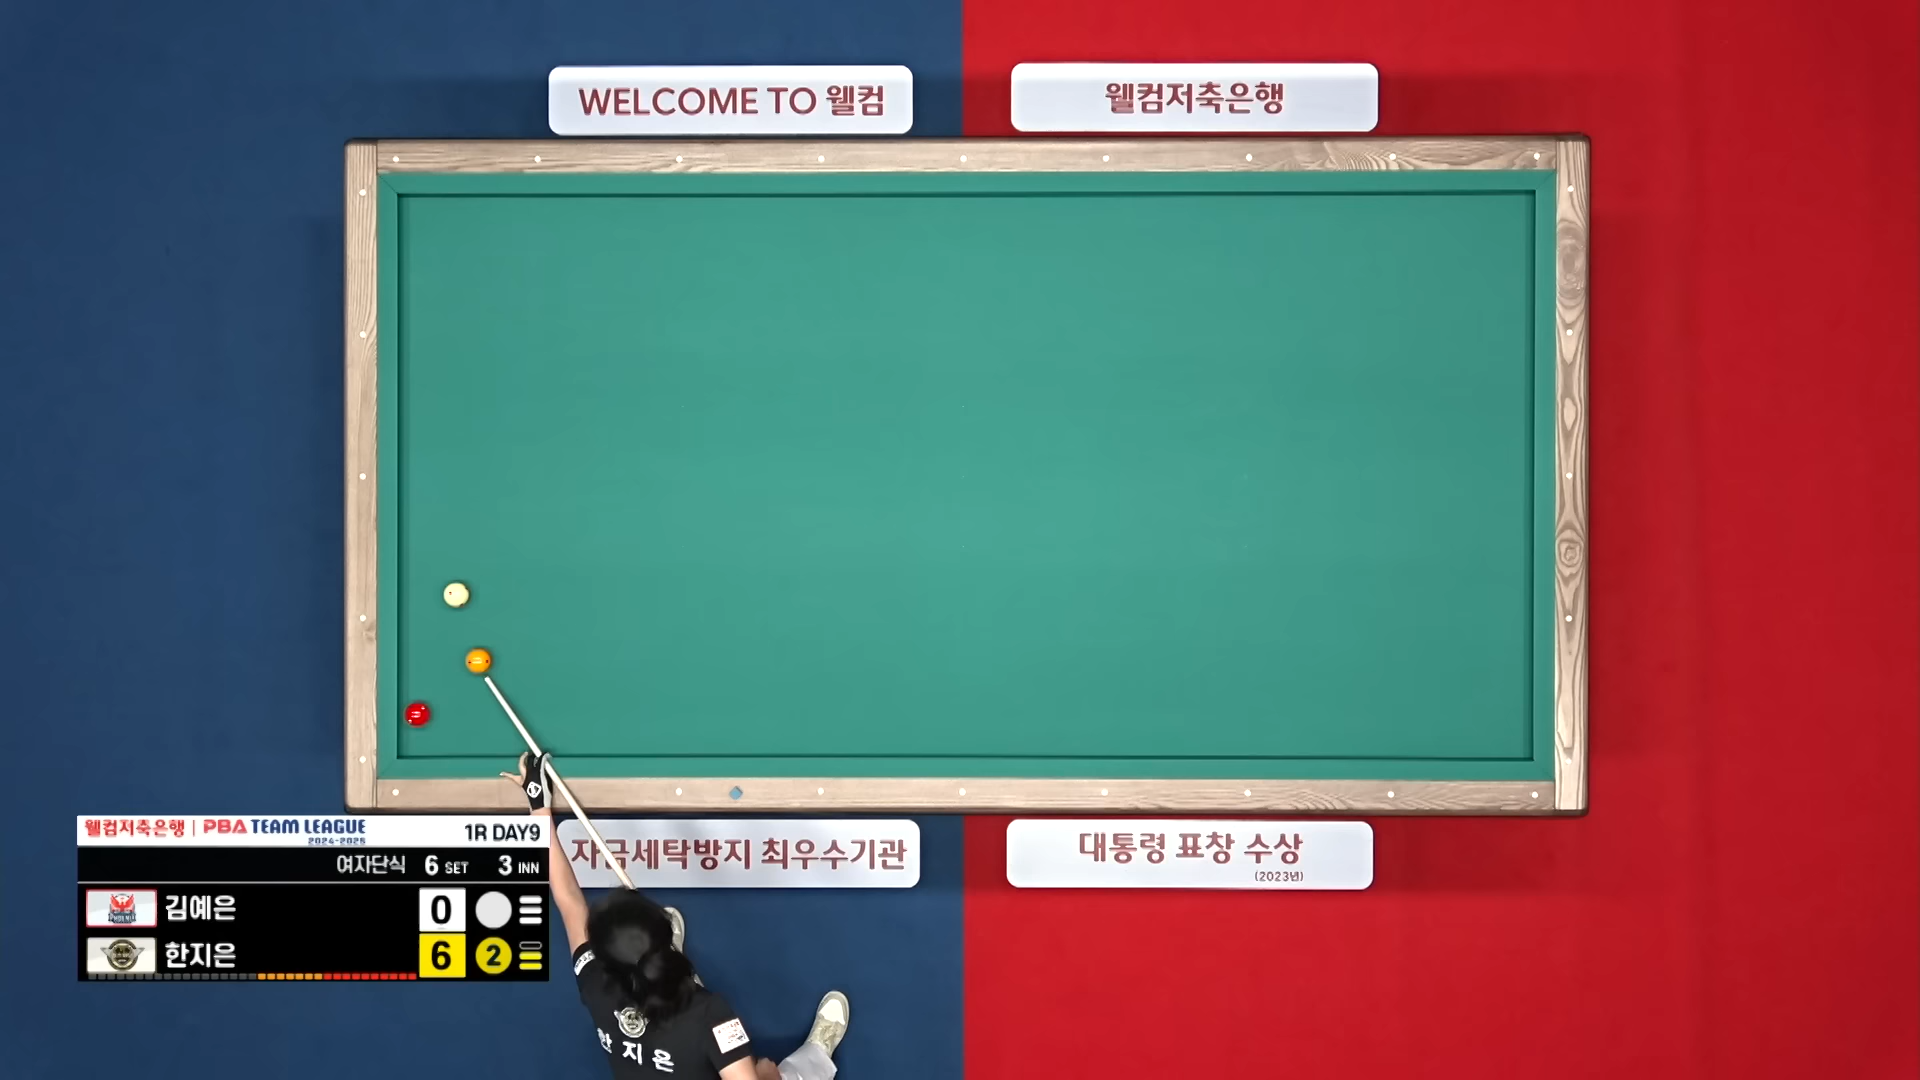 WELCOME TO 웰컴
웰컴저축은행
자금세탁방지 최우수기관
대통령 표창 수상
(2023년)
웰컴저축은행 | PBA TEAM LEAGUE
2024-2025
1R DAY9
여자단식 6 SET 3 INN
김예은 0
한지은 6 2
한지은